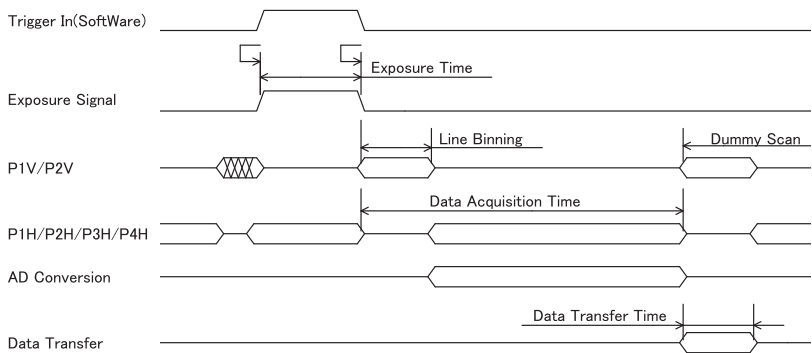 Trigger In(SoftWare)
Exposure Time
Exposure Signal
Line Binning
Dummy Scan
P1V/P2V
Data Acquisition Time
P1H/P2H/P3H/P4H
AD Conversion
Data Transfer Time
Data Transfer